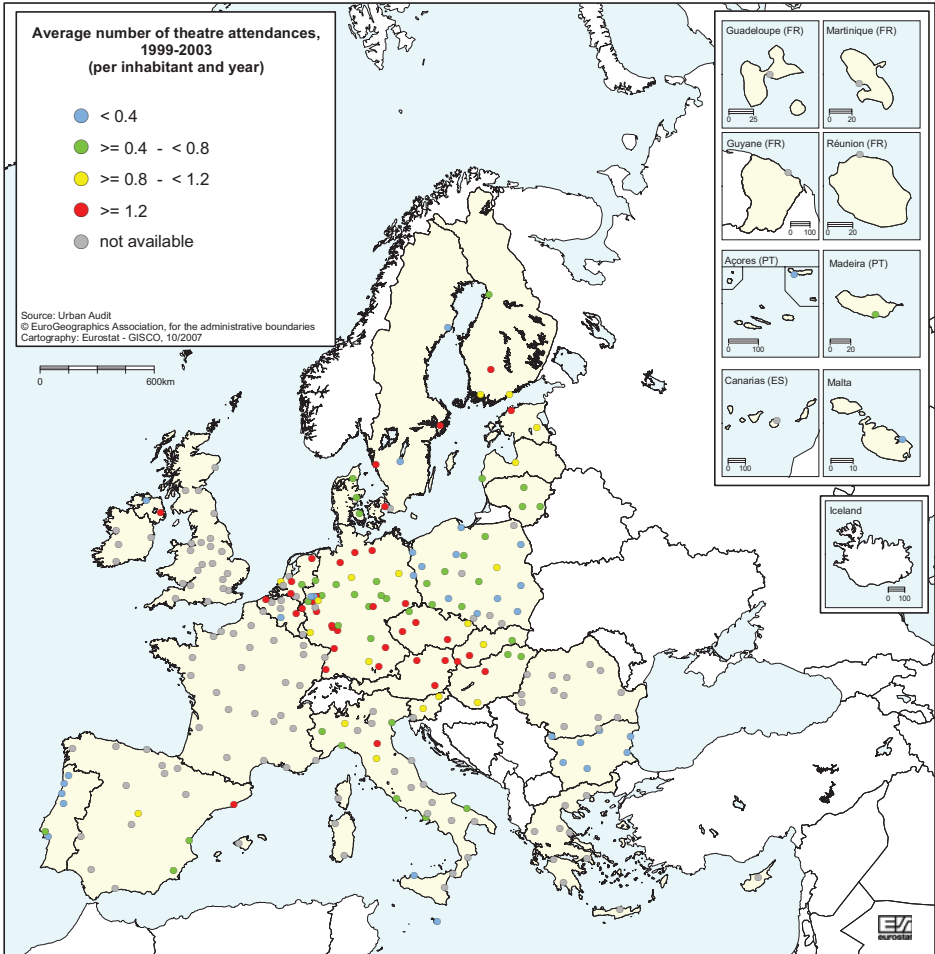 Average number of theatre attendances,
1999-2003
(per inhabitant and year)
< 0.4
>= 0.4 - < 0.8
>= 0.8 - < 1.2
>= 1.2
not available
Source: Urban Audit
© EuroGeographics Association, for the administrative boundaries
Cartography: Eurostat - GISCO, 10/2007
0 600km
Guadeloupe (FR)
0 25
Martinique (FR)
0 20
Guyane (FR)
0 100
Réunion (FR)
0 20
Açores (PT)
0 100
Madeira (PT)
0 20
Canarias (ES)
0 100
Malta
0 10
Iceland
0 100
eurostat